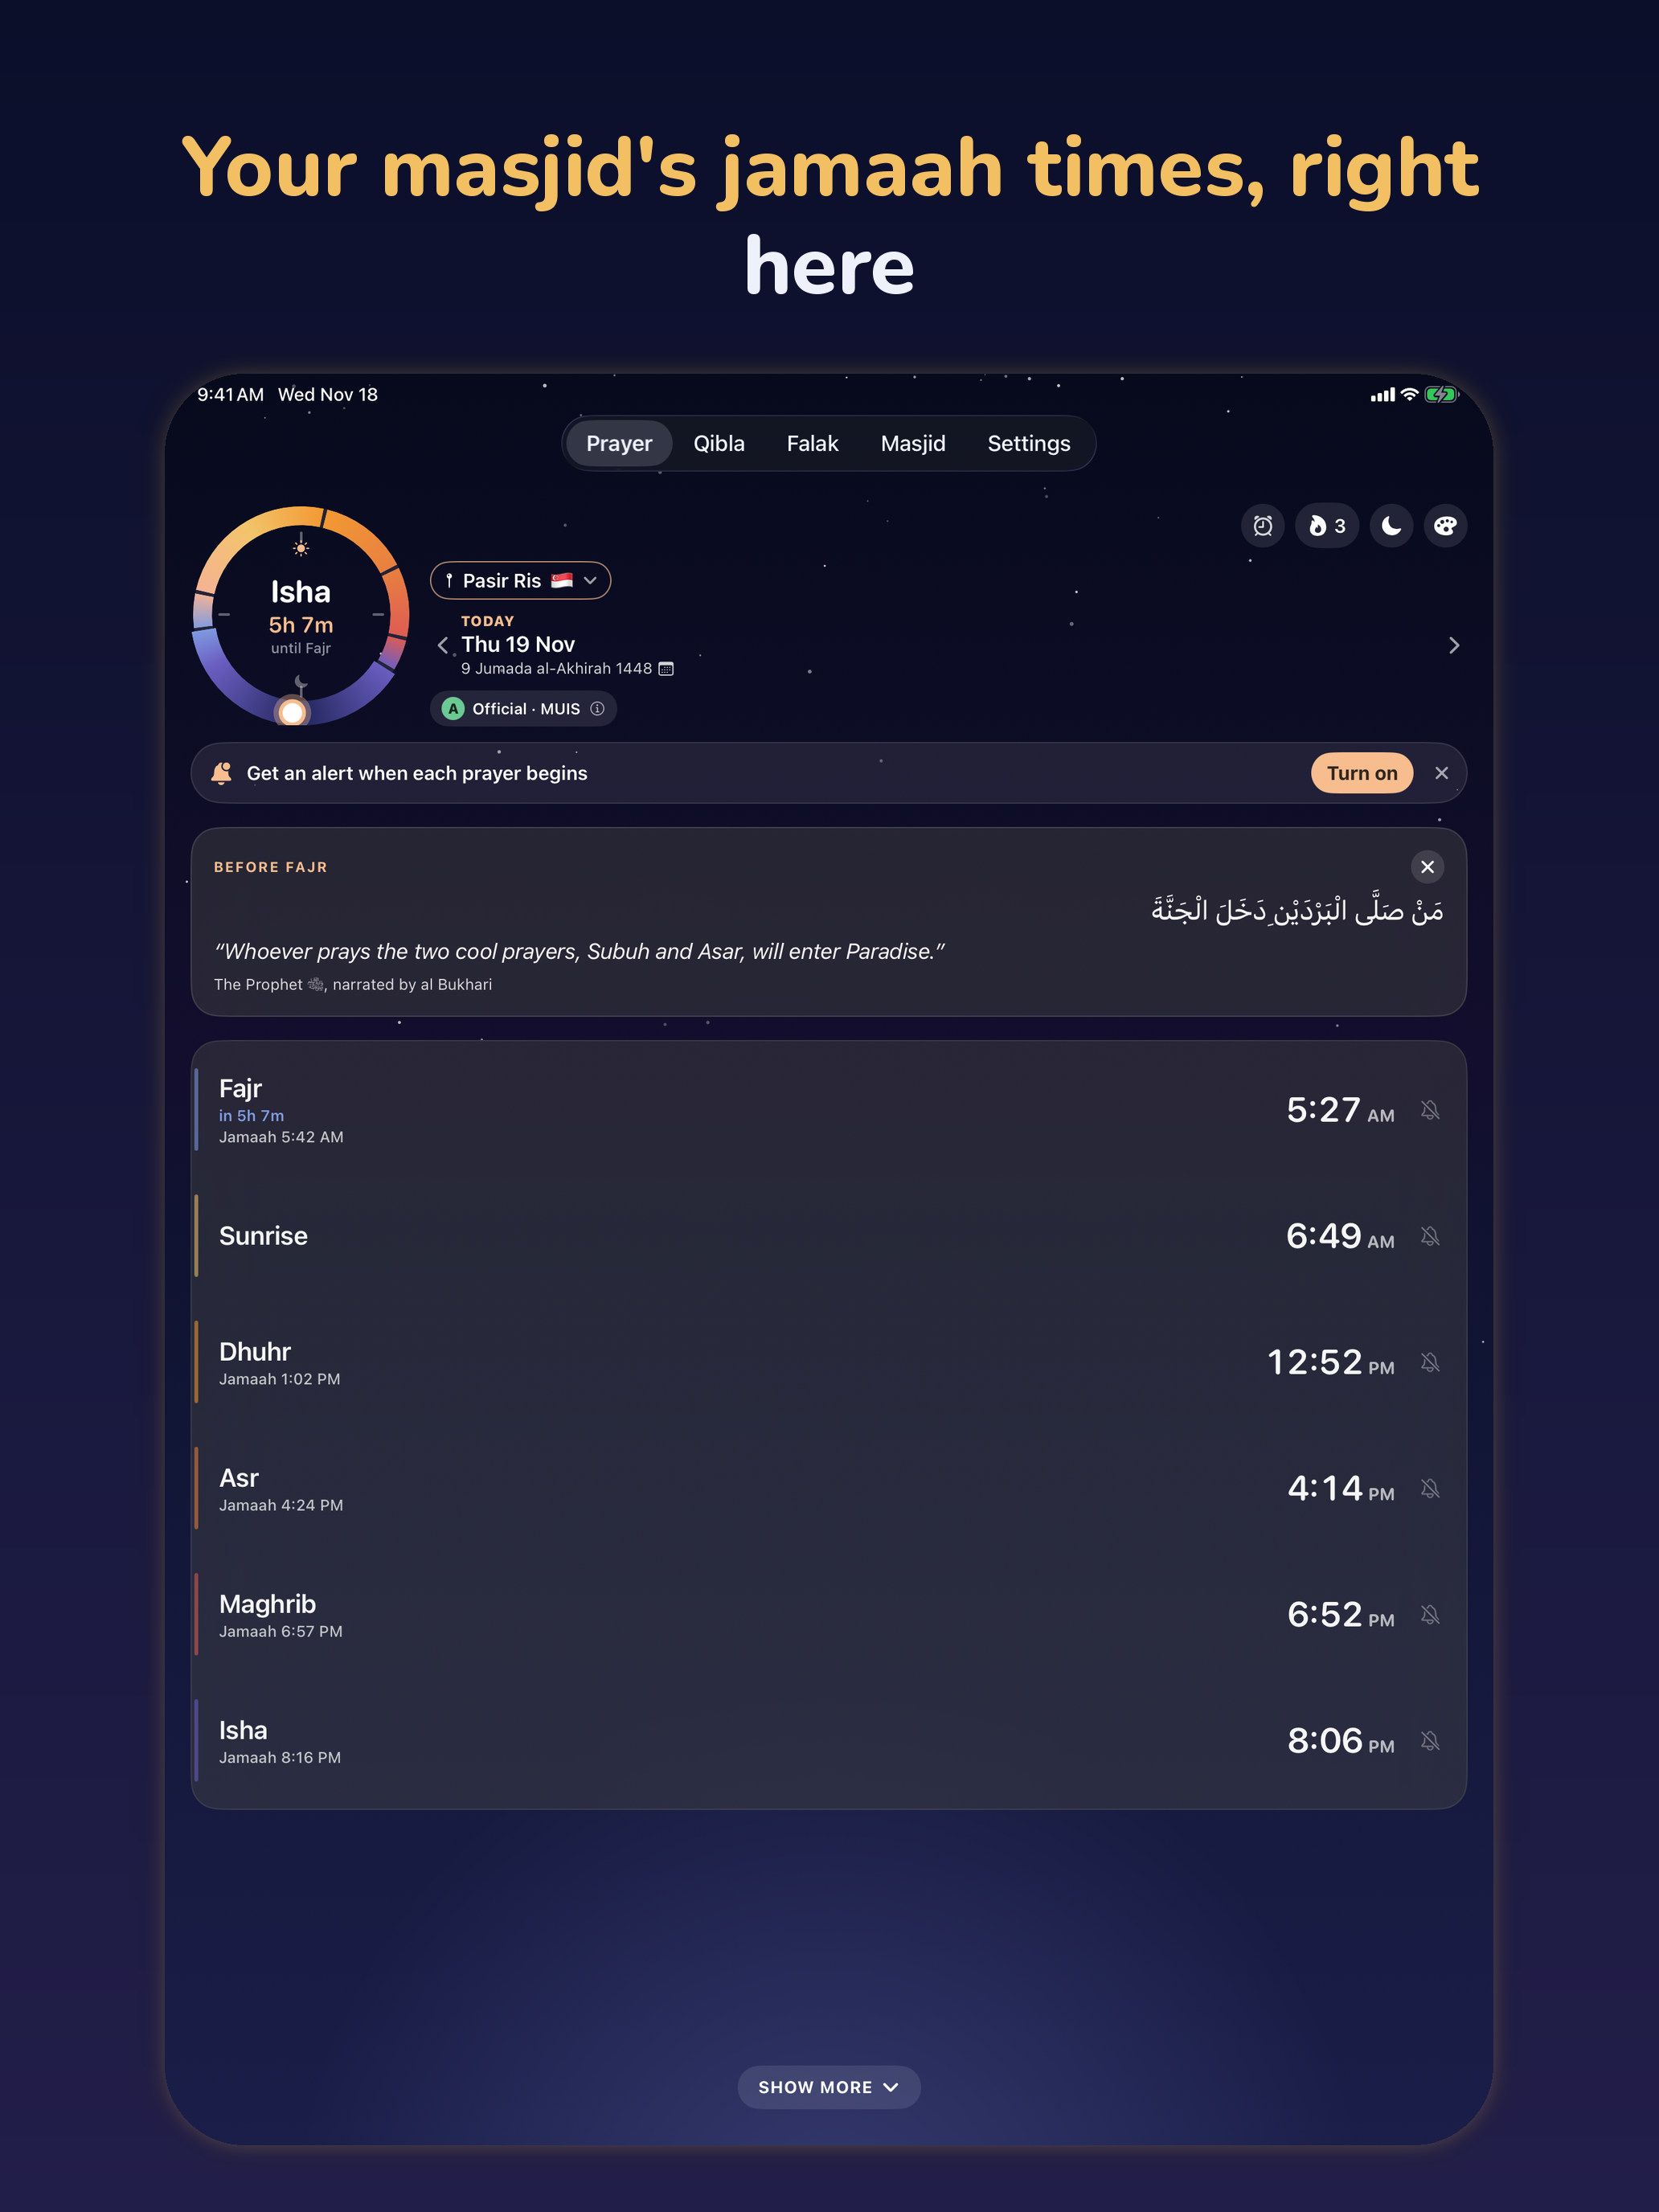 Your masjid's jamaah times, right
here
9:41 AM Wed Nov 18
Prayer Qibla Falak Masjid Settings
3
Isha
5h 7m
until Fajr
Pasir Ris 🇸🇬
TODAY
Thu 19 Nov
9 Jumada al-Akhirah 1448
A Official · MUIS
Get an alert when each prayer begins
Turn on
BEFORE FAJR
مَنْ صَلَّى الْبَرْدَيْنِ دَخَلَ الْجَنَّةَ
“Whoever prays the two cool prayers, Subuh and Asar, will enter Paradise.”
The Prophet ﷺ, narrated by al Bukhari
Fajr
in 5h 7m
Jamaah 5:42 AM
5:27 AM
Sunrise
6:49 AM
Dhuhr
Jamaah 1:02 PM
12:52 PM
Asr
Jamaah 4:24 PM
4:14 PM
Maghrib
Jamaah 6:57 PM
6:52 PM
Isha
Jamaah 8:16 PM
8:06 PM
SHOW MORE